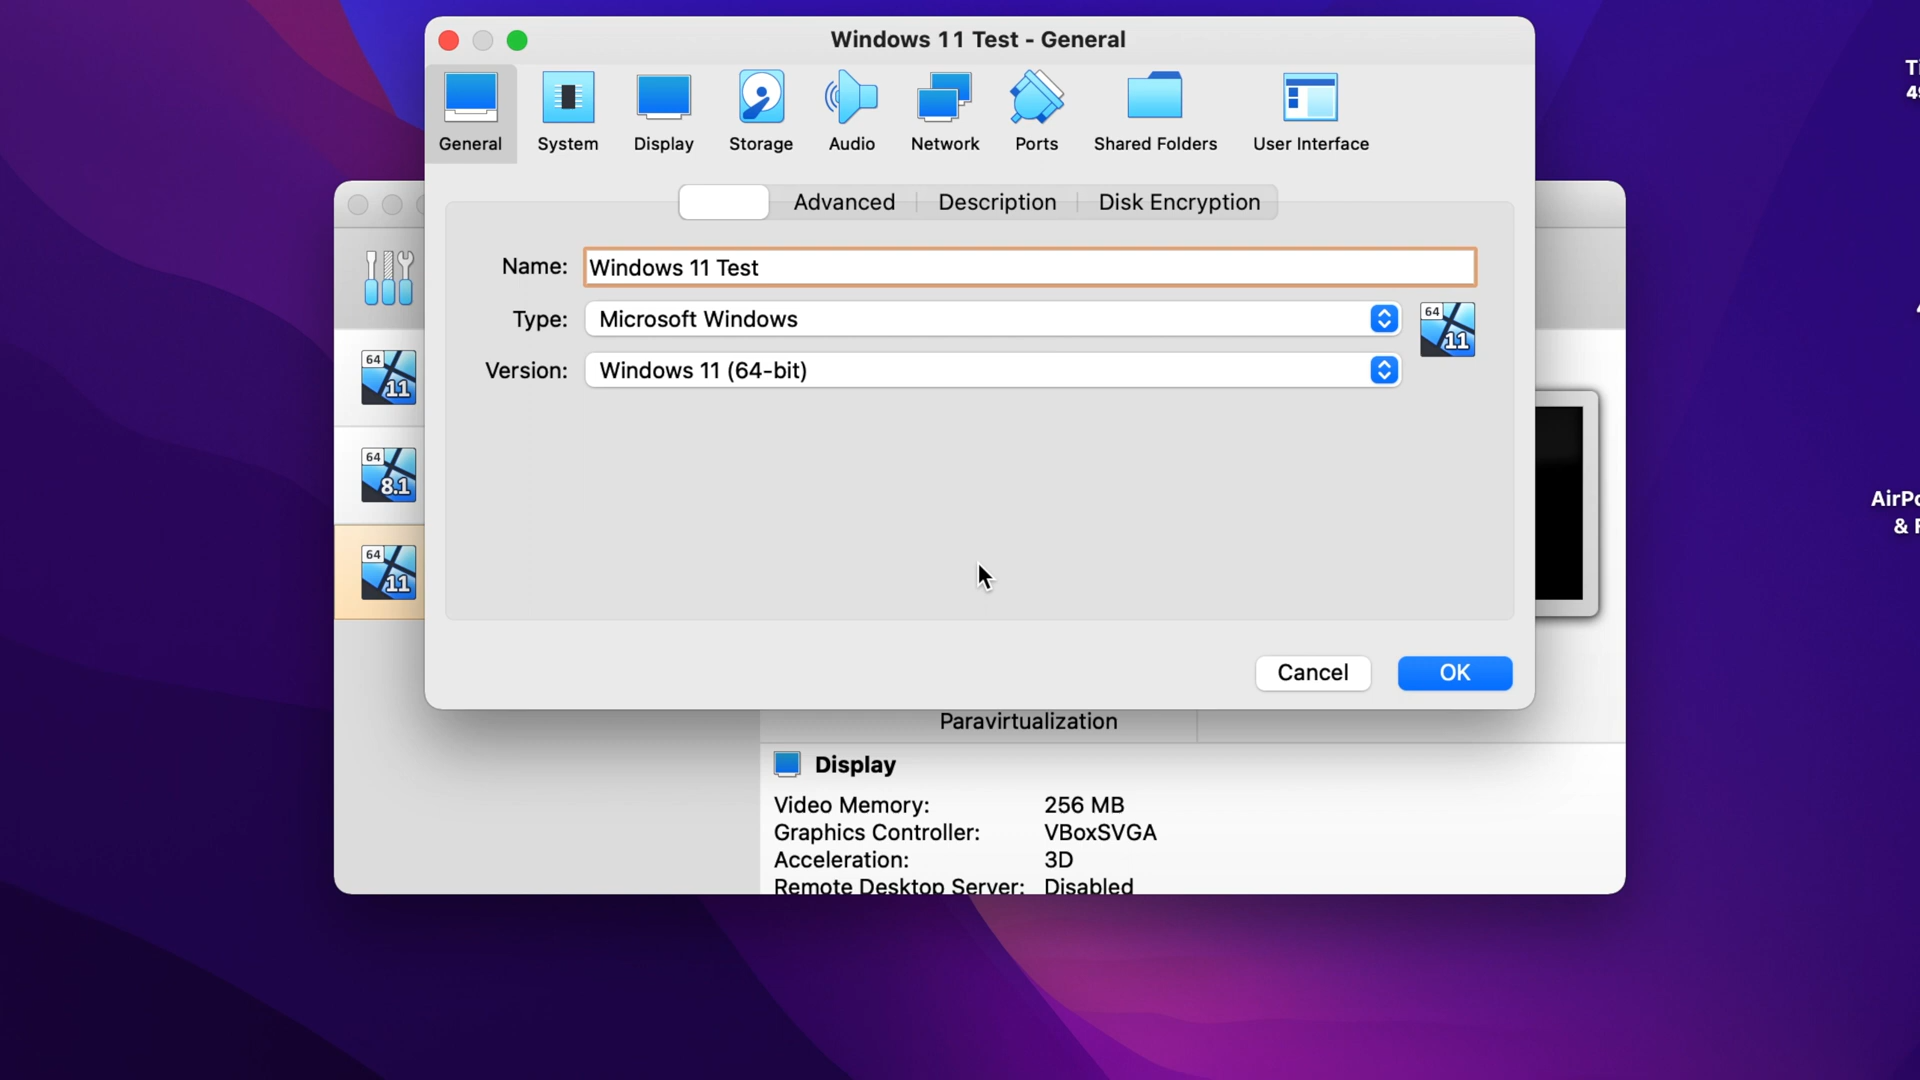 Windows 11 Test - General
General System Display Storage Audio Network Ports Shared Folders User Interface
Advanced Description Disk Encryption
Name: Windows 11 Test
Type: Microsoft Windows
64
11
Version: Windows 11 (64-bit)
64
11
64
8.1
64
11
Cancel OK
Paravirtualization
Display
Video Memory: 256 MB
Graphics Controller: VBoxSVGA
Acceleration: 3D
Remote Desktop Server: Disabled
&